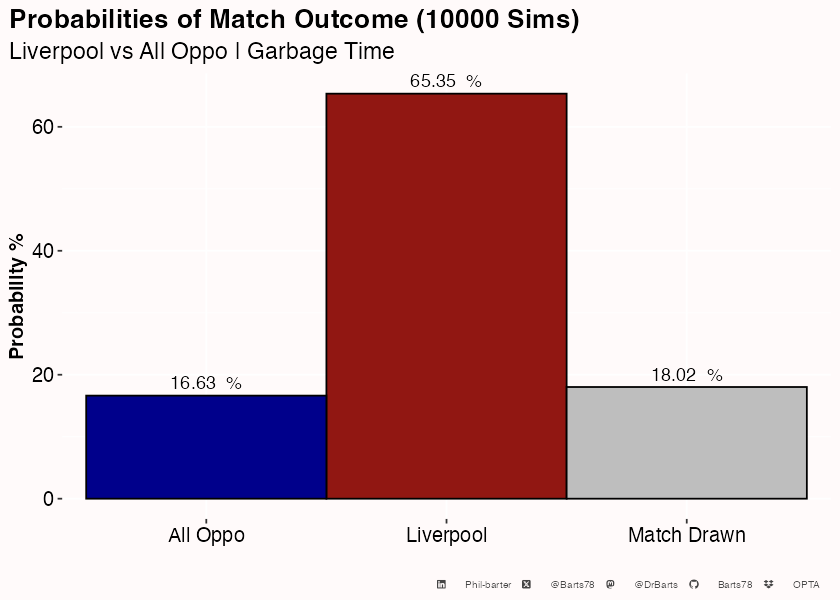 Probabilities of Match Outcome (10000 Sims)
Liverpool vs All Oppo | Garbage Time
65.35 %
60
40
Probability %
20
16.63 %
18.02 %
0
All Oppo Liverpool Match Drawn
Phil-barter @Barts78 @DrBarts Barts78 OPTA